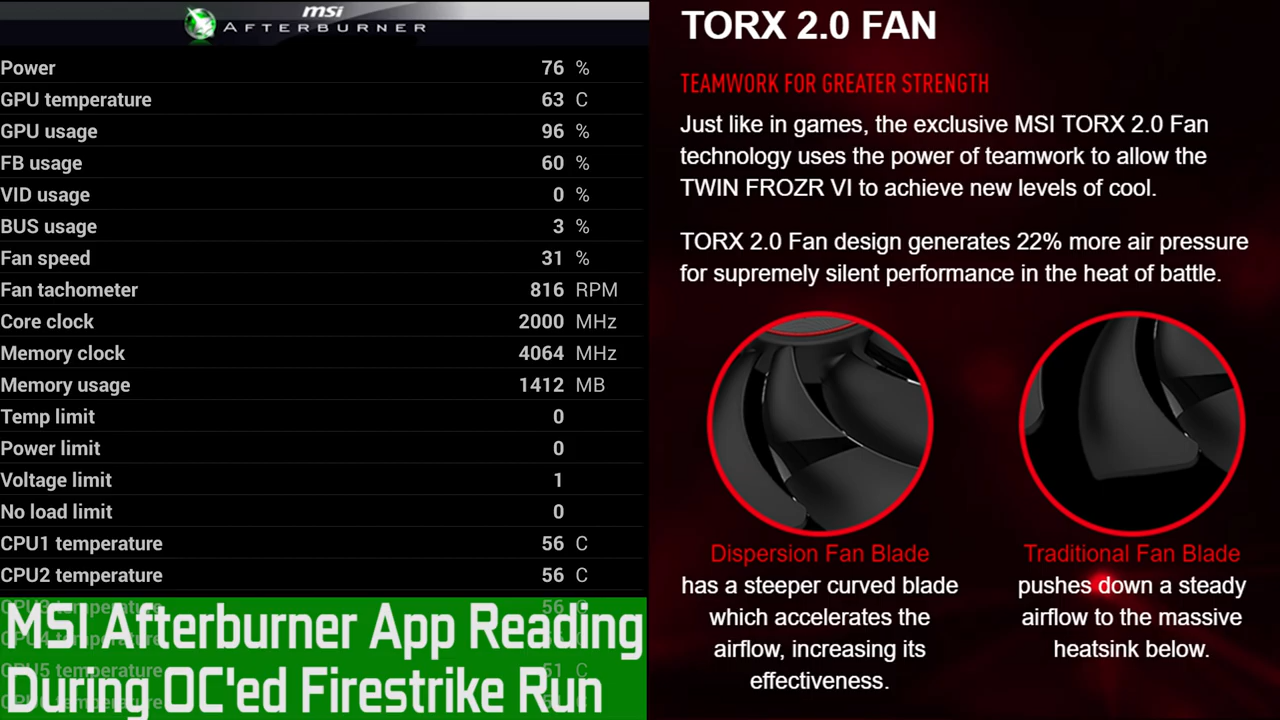 msi
AFTERBURNER
Power 76 %
GPU temperature 63 C
GPU usage 96 %
FB usage 60 %
VID usage 0 %
BUS usage 3 %
Fan speed 31 %
Fan tachometer 816 RPM
Core clock 2000 MHz
Memory clock 4064 MHz
Memory usage 1412 MB
Temp limit 0
Power limit 0
Voltage limit 1
No load limit 0
CPU1 temperature 56 C
CPU2 temperature 56 C
CPU3 temperature 56 C
CPU5 temperature 51 C
MSI Afterburner App Reading
During OC'ed Firestrike Run
TORX 2.0 FAN
TEAMWORK FOR GREATER STRENGTH
Just like in games, the exclusive MSI TORX 2.0 Fan
technology uses the power of teamwork to allow the
TWIN FROZR VI to achieve new levels of cool.
TORX 2.0 Fan design generates 22% more air pressure
for supremely silent performance in the heat of battle.
Dispersion Fan Blade
has a steeper curved blade
which accelerates the
airflow, increasing its
effectiveness.
Traditional Fan Blade
pushes down a steady
airflow to the massive
heatsink below.